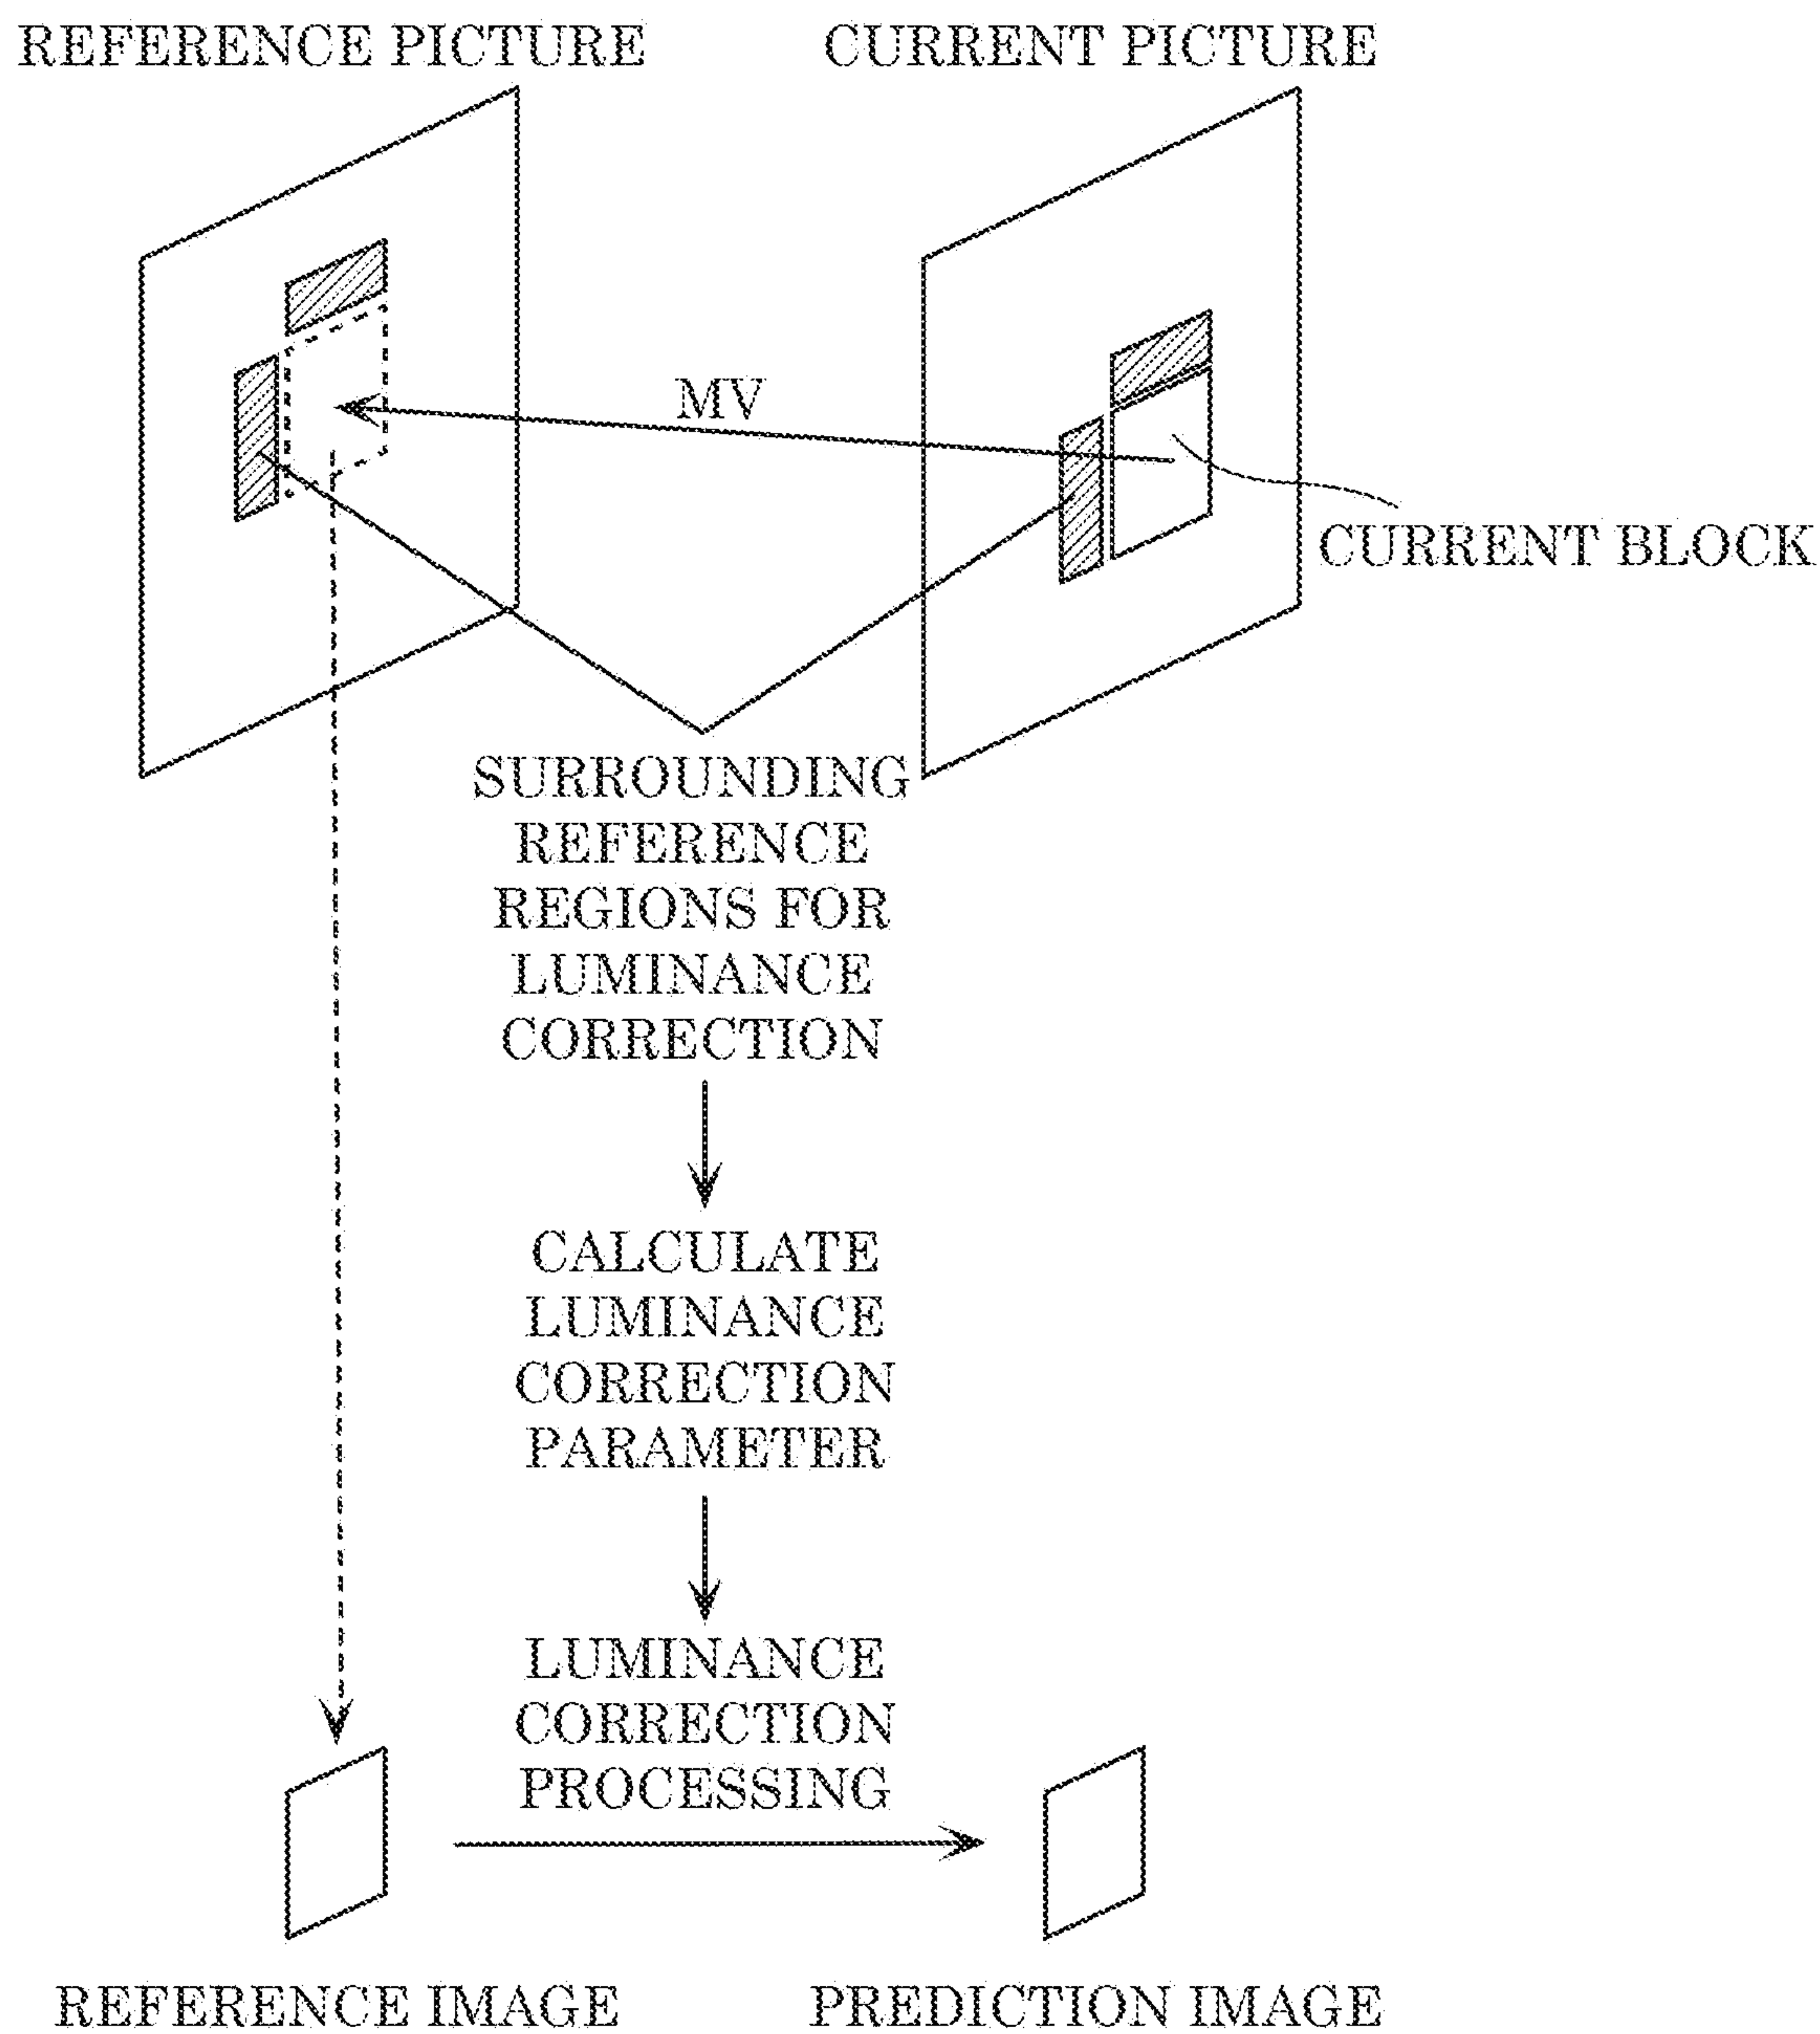 REFERENCE PICTURE
CURRENT PICTURE
MV
CURRENT BLOCK
SURROUNDING
REFERENCE
REGIONS FOR
LUMINANCE
CORRECTION
CALCULATE
LUMINANCE
CORRECTION
PARAMETER
LUMINANCE
CORRECTION
PROCESSING
REFERENCE IMAGE
PREDICTION IMAGE